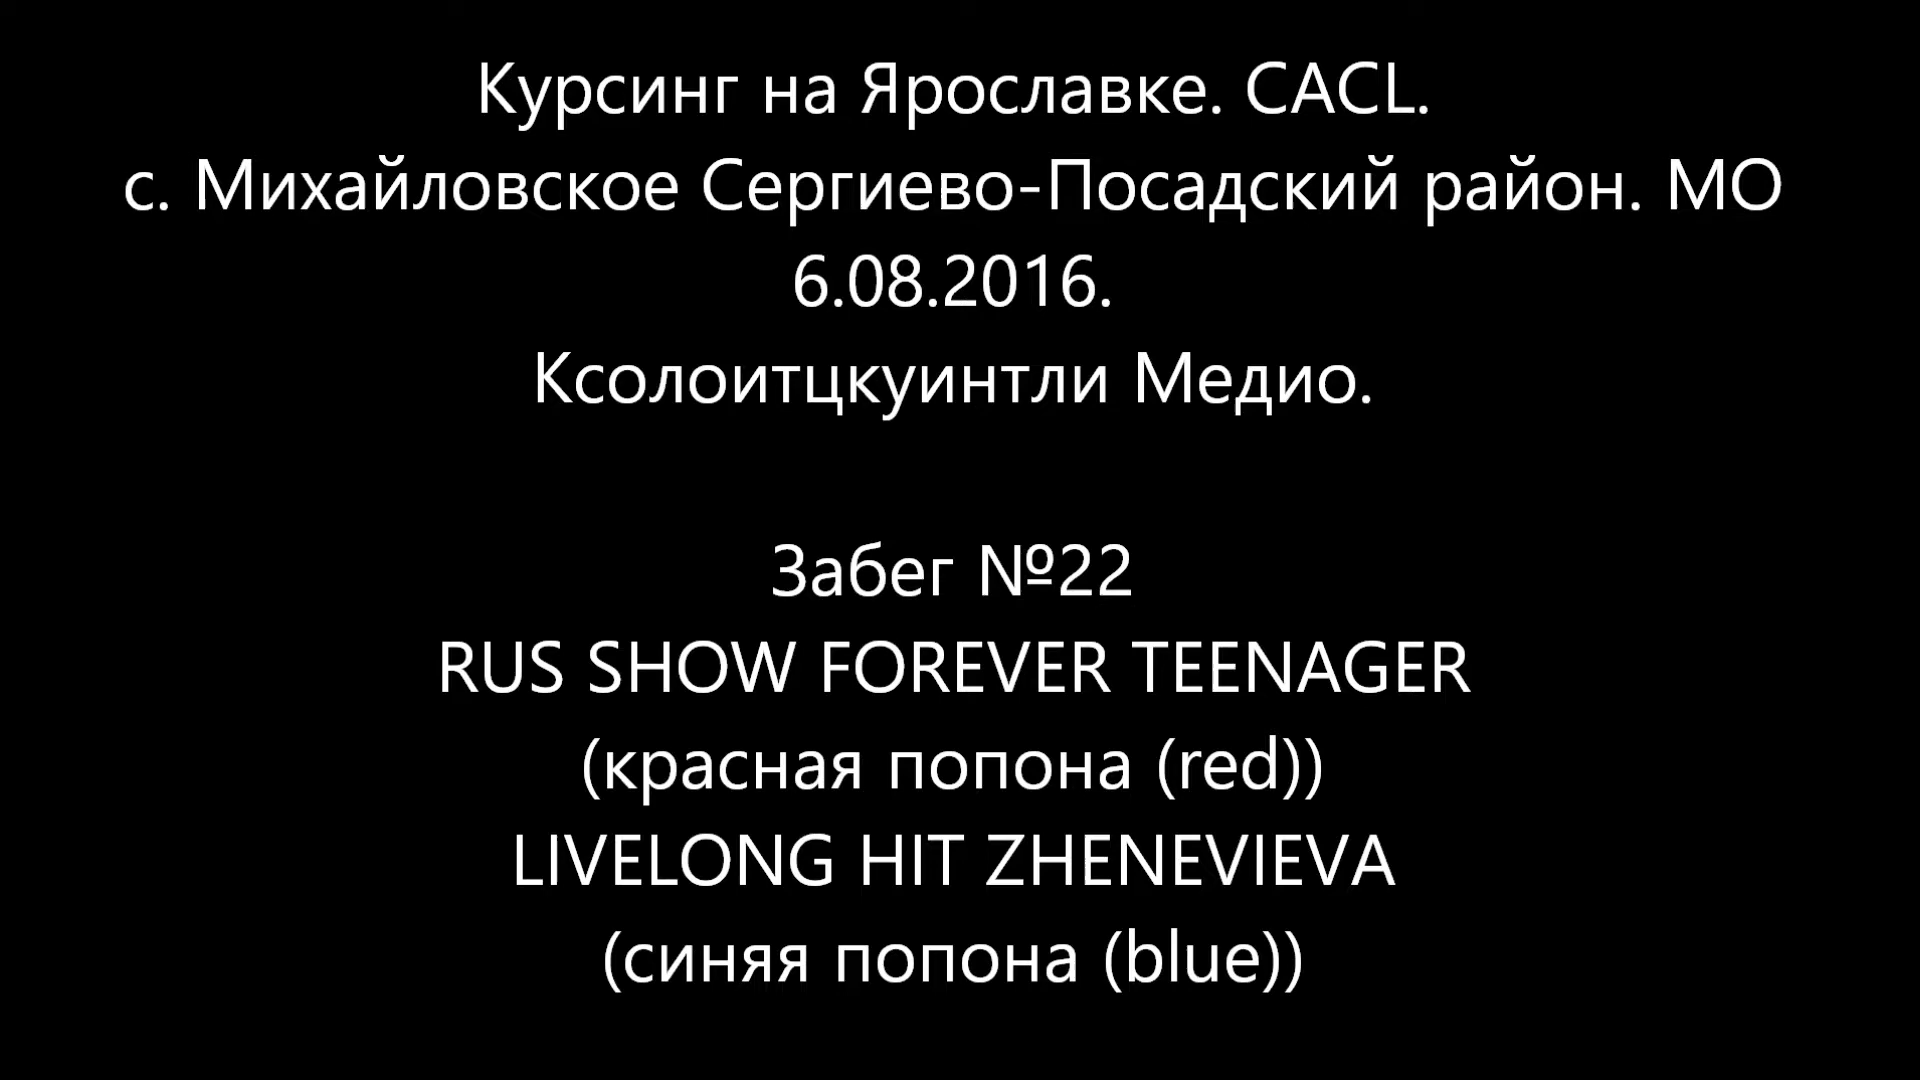 Курсинг на Ярославке. CACL.
с. Михайловское Сергиево-Посадский район. МО
6.08.2016.
Ксолоитцкуинтли Медио.
Забег №22
RUS SHOW FOREVER TEENAGER
(красная попона (red))
LIVELONG HIT ZHENEVIEVA
(синяя попона (blue))